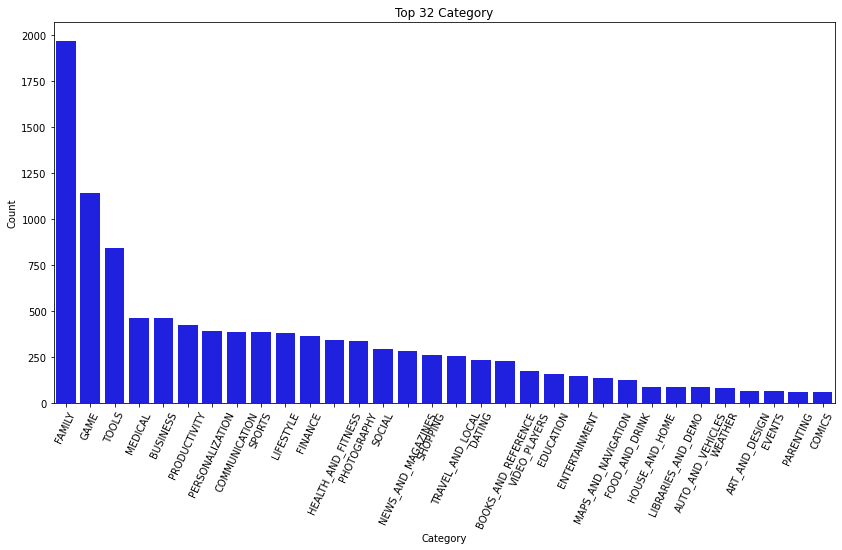 Top 32 Category
2000
1750
1500
1250
1000
750
500
250
0
Count
FAMILY
GAME
TOOLS
MEDICAL
BUSINESS
PRODUCTIVITY
PERSONALIZATION
COMMUNICATION
SPORTS
LIFESTYLE
FINANCE
HEALTH_AND_FITNESS
PHOTOGRAPHY
SOCIAL
NEWS_AND_MAGAZINES
SHOPPING
TRAVEL_AND_LOCAL
DATING
BOOKS_AND_REFERENCE
VIDEO_PLAYERS
EDUCATION
ENTERTAINMENT
MAPS_AND_NAVIGATION
FOOD_AND_DRINK
HOUSE_AND_HOME
LIBRARIES_AND_DEMO
AUTO_AND_VEHICLES
WEATHER
ART_AND_DESIGN
EVENTS
PARENTING
COMICS
Category